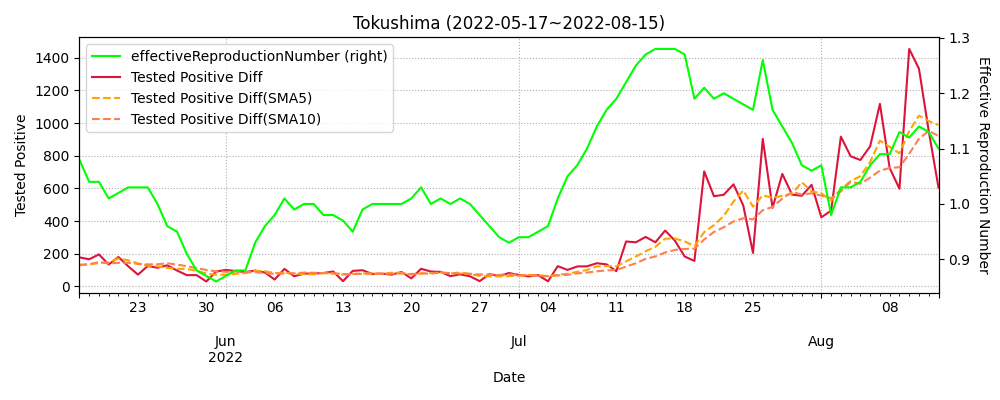 Tokushima (2022-05-17~2022-08-15)
effectiveReproductionNumber (right)
Tested Positive Diff
Tested Positive Diff(SMA5)
Tested Positive Diff(SMA10)
Tested Positive
1400
1200
1000
800
600
400
200
0
1.3
1.2
1.1
1.0
0.9
Effective Reproduction Number
23 30 06 13 20 27 04 11 18 25 08
Jun Jul Aug
2022
Date